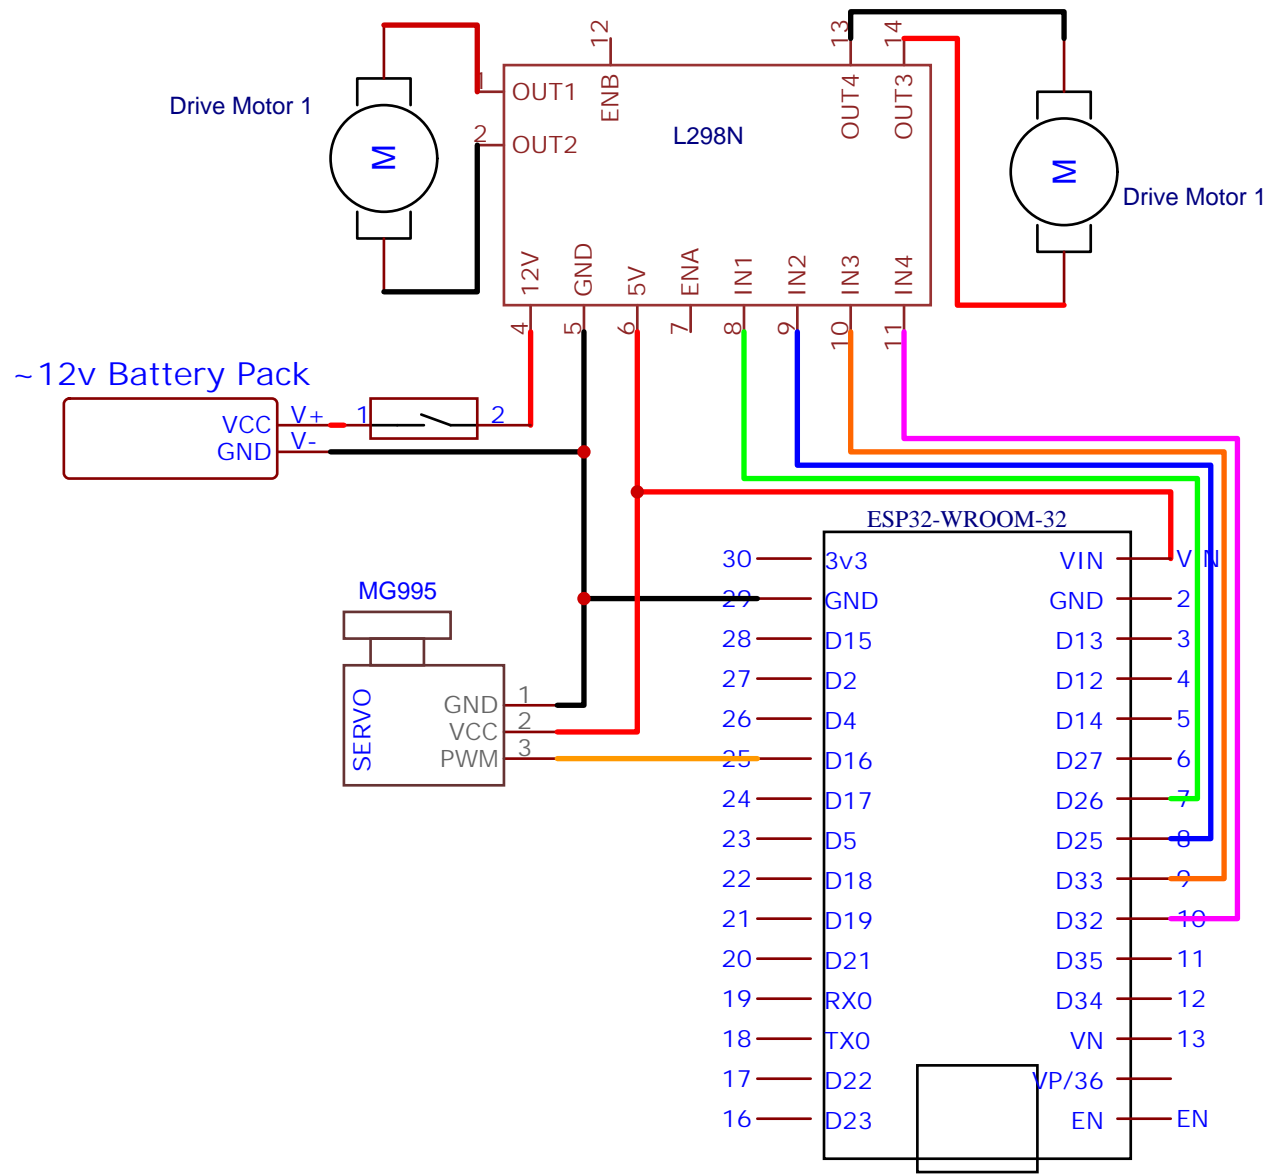 12
ENB
13
OUT4
14
OUT3
1
OUT1
2
OUT2
L298N
Drive Motor 1
M
M
Drive Motor 1
12V
GND
5V
ENA
IN1
IN2
IN3
IN4
4
5
6
7
8
9
10
11
~12v Battery Pack
VCC V+ 1 2
GND V-
ESP32-WROOM-32
MG995
SERVO
GND 1
VCC 2
PWM 3
30 3v3 VIN VIN
29 GND GND 2
28 D15 D13 3
27 D2 D12 4
26 D4 D14 5
25 D16 D27 6
24 D17 D26 7
23 D5 D25 8
22 D18 D33 9
21 D19 D32 10
20 D21 D35 11
19 RX0 D34 12
18 TX0 VN 13
17 D22 VP/36
16 D23 EN EN